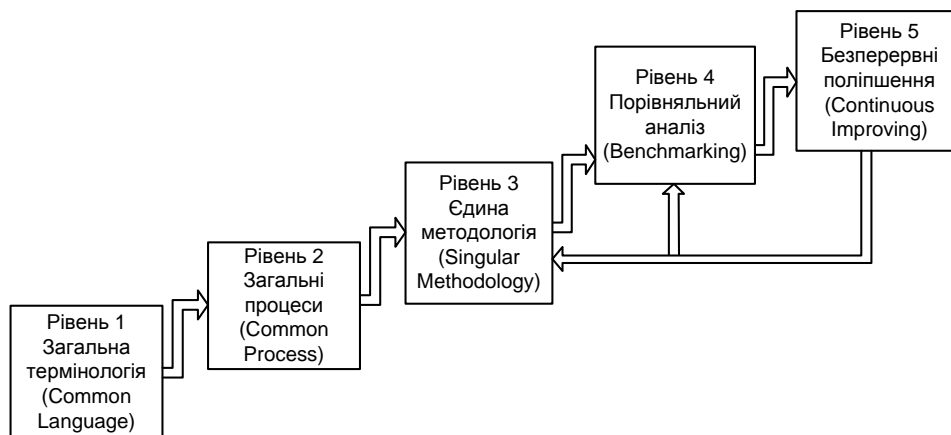 Рівень 1
Загальна
термінологія
(Common
Language)
Рівень 2
Загальні
процеси
(Common
Process)
Рівень 3
Єдина
методологія
(Singular
Methodology)
Рівень 4
Порівняльний
аналіз
(Benchmarking)
Рівень 5
Безперервні
поліпшення
(Continuous
Improving)